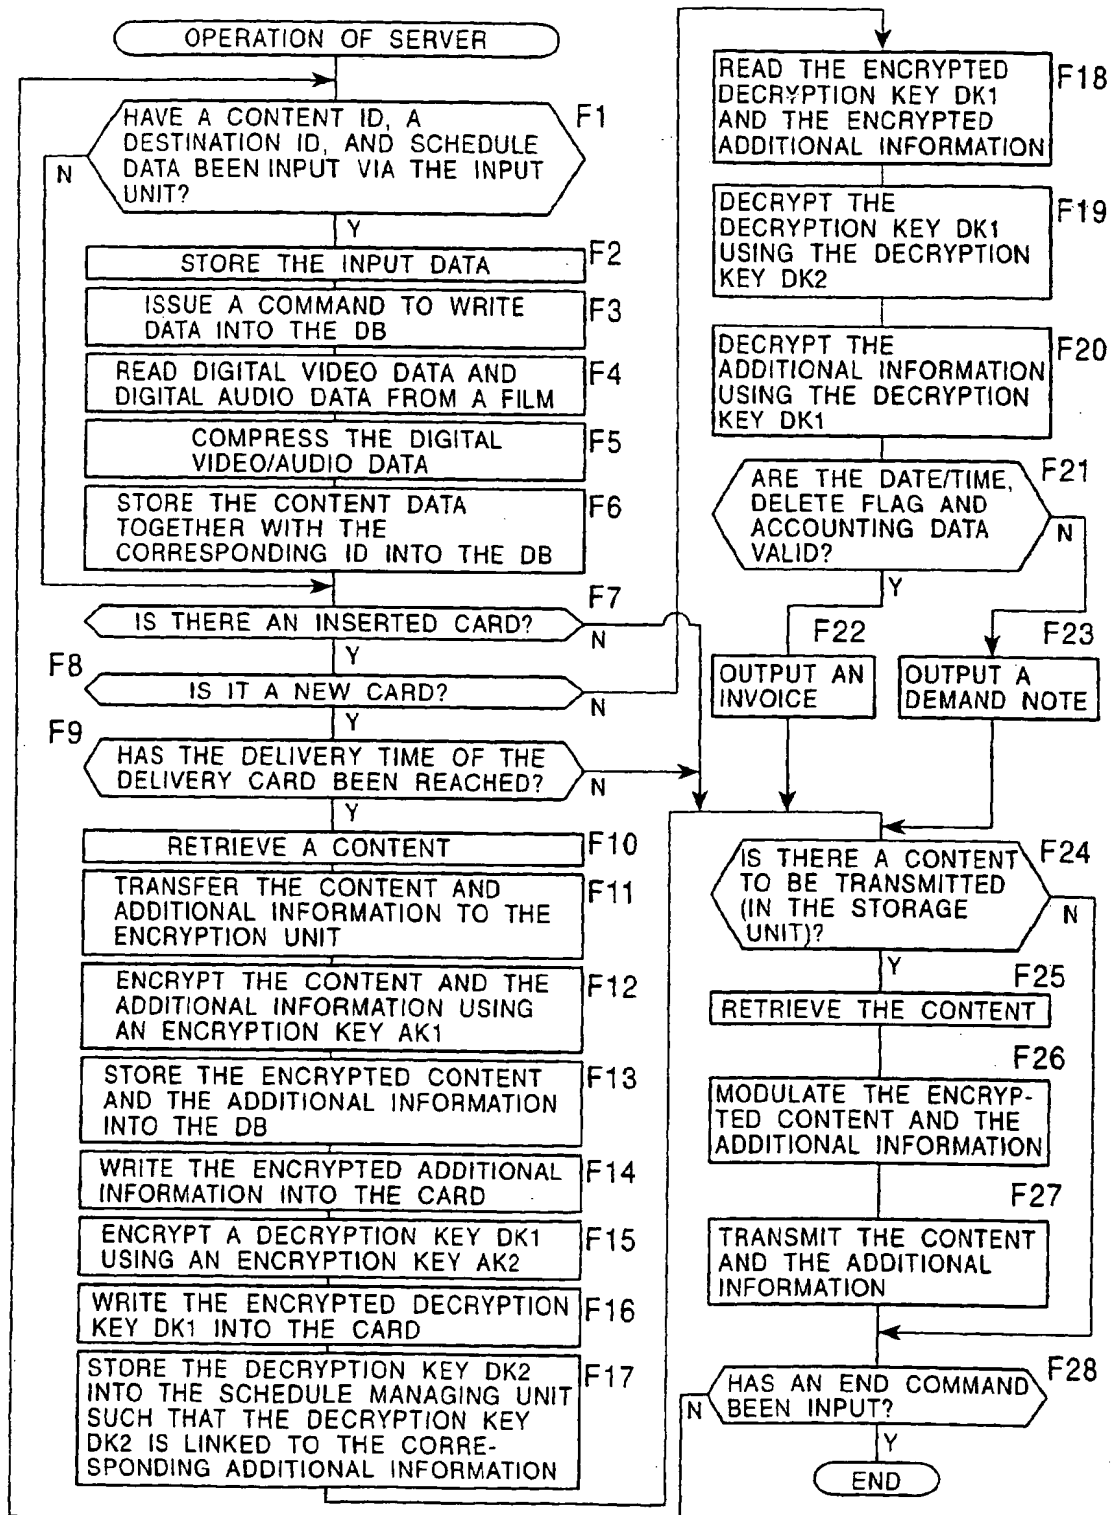 OPERATION OF SERVER
F1
HAVE A CONTENT ID, A
DESTINATION ID, AND SCHEDULE
DATA BEEN INPUT VIA THE INPUT
UNIT?
N
Y
F2
STORE THE INPUT DATA
F3
ISSUE A COMMAND TO WRITE
DATA INTO THE DB
F4
READ DIGITAL VIDEO DATA AND
DIGITAL AUDIO DATA FROM A FILM
F5
COMPRESS THE DIGITAL
VIDEO/AUDIO DATA
F6
STORE THE CONTENT DATA
TOGETHER WITH THE
CORRESPONDING ID INTO THE DB
F7
IS THERE AN INSERTED CARD?
N
Y
F8
IS IT A NEW CARD?
N
Y
F9
HAS THE DELIVERY TIME OF THE
DELIVERY CARD BEEN REACHED?
N
Y
F10
RETRIEVE A CONTENT
F11
TRANSFER THE CONTENT AND
ADDITIONAL INFORMATION TO THE
ENCRYPTION UNIT
F12
ENCRYPT THE CONTENT AND THE
ADDITIONAL INFORMATION USING
AN ENCRYPTION KEY AK1
F13
STORE THE ENCRYPTED CONTENT
AND THE ADDITIONAL INFORMATION
INTO THE DB
F14
WRITE THE ENCRYPTED ADDITIONAL
INFORMATION INTO THE CARD
F15
ENCRYPT A DECRYPTION KEY DK1
USING AN ENCRYPTION KEY AK2
F16
WRITE THE ENCRYPTED DECRYPTION
KEY DK1 INTO THE CARD
F17
STORE THE DECRYPTION KEY DK2
INTO THE SCHEDULE MANAGING UNIT
SUCH THAT THE DECRYPTION KEY
DK2 IS LINKED TO THE CORRE-
SPONDING ADDITIONAL INFORMATION
F18
READ THE ENCRYPTED
DECRYPTION KEY DK1
AND THE ENCRYPTED
ADDITIONAL INFORMATION
F19
DECRYPT THE
DECRYPTION KEY DK1
USING THE DECRYPTION
KEY DK2
F20
DECRYPT THE
ADDITIONAL INFORMATION
USING THE DECRYPTION
KEY DK1
F21
ARE THE DATE/TIME,
DELETE FLAG AND
ACCOUNTING DATA
VALID?
N
Y
F22
OUTPUT AN
INVOICE
F23
OUTPUT A
DEMAND NOTE
F24
IS THERE A CONTENT
TO BE TRANSMITTED
(IN THE STORAGE
UNIT)?
N
Y
F25
RETRIEVE THE CONTENT
F26
MODULATE THE ENCRYP-
TED CONTENT AND THE
ADDITIONAL INFORMATION
F27
TRANSMIT THE CONTENT
AND THE ADDITIONAL
INFORMATION
F28
HAS AN END COMMAND
BEEN INPUT?
N
Y
END